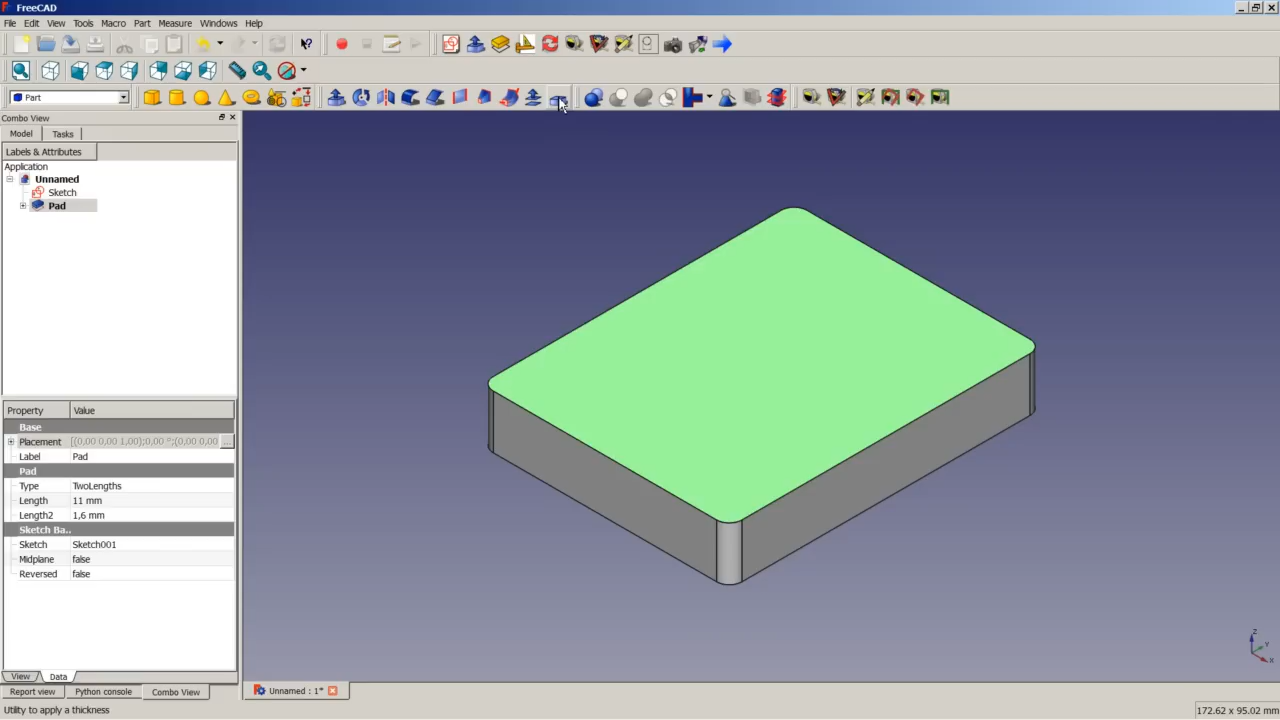 FreeCAD
File Edit View Tools Macro Part Measure Windows Help
Part
Combo View
Model Tasks
Labels & Attributes
Application
Unnamed
Sketch
Pad
Property Value
Base
Placement [(0,00 0,00 1,00);0,00 °;(0,00 0,00 ...
Label Pad
Pad
Type TwoLengths
Length 11 mm
Length2 1,6 mm
Sketch Ba..
Sketch Sketch001
Midplane false
Reversed false
View Data
Report view Python console Combo View
Unnamed : 1*
Z
Y
X
Utility to apply a thickness
172.62 x 95.02 mm